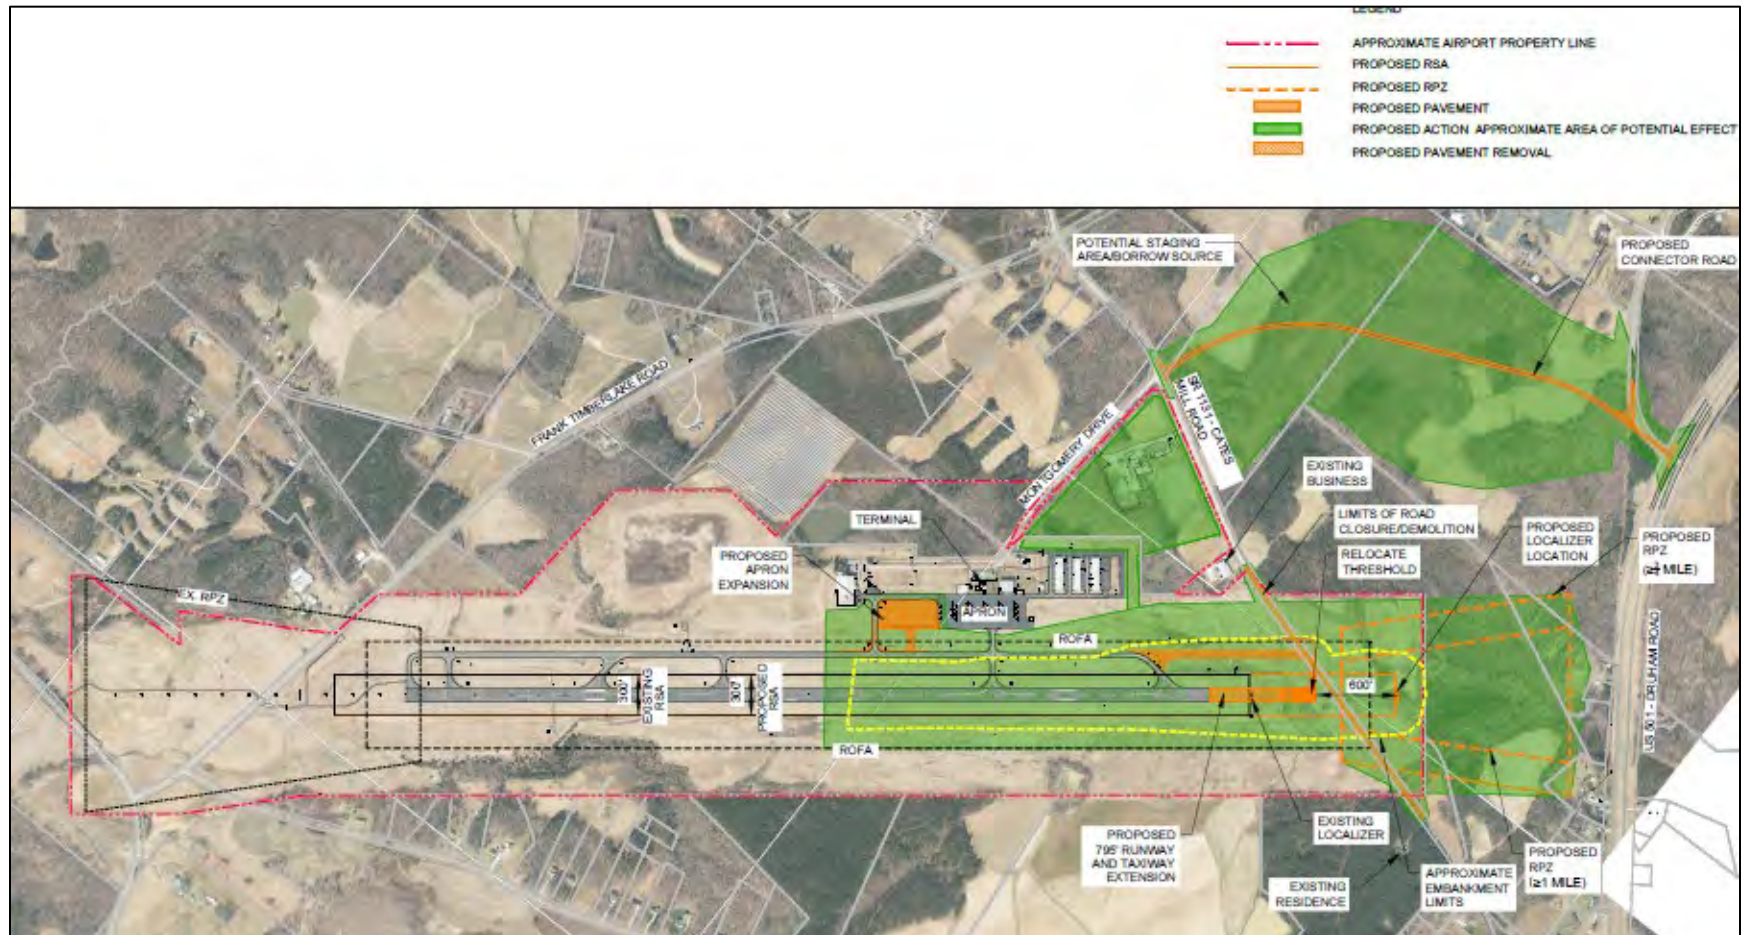 LEGEND
APPROXIMATE AIRPORT PROPERTY LINE
PROPOSED RSA
PROPOSED RPZ
PROPOSED PAVEMENT
PROPOSED ACTION APPROXIMATE AREA OF POTENTIAL EFFECT
PROPOSED PAVEMENT REMOVAL
POTENTIAL STAGING
AREA/BORROW SOURCE
PROPOSED
CONNECTOR ROAD
FRANK TIMBERLAKE ROAD
MONTGOMERY DRIVE
SR 1131 - CATES
MILL ROAD
EXISTING
BUSINESS
LIMITS OF ROAD
CLOSURE/DEMOLITION
PROPOSED
LOCALIZER
LOCATION
PROPOSED
RPZ
MILE)
RELOCATE
THRESHOLD
TERMINAL
PROPOSED
APRON
EXPANSION
APRON
EX. RPZ
ROFA
300'
EXISTING
RSA
300'
PROPOSED
RSA
600'
ROFA
US 501 - DRUHAM ROAD
PROPOSED
795' RUNWAY
AND TAXIWAY
EXTENSION
EXISTING
LOCALIZER
EXISTING
RESIDENCE
APPROXIMATE
EMBANKMENT
LIMITS
PROPOSED
RPZ
(≥1 MILE)